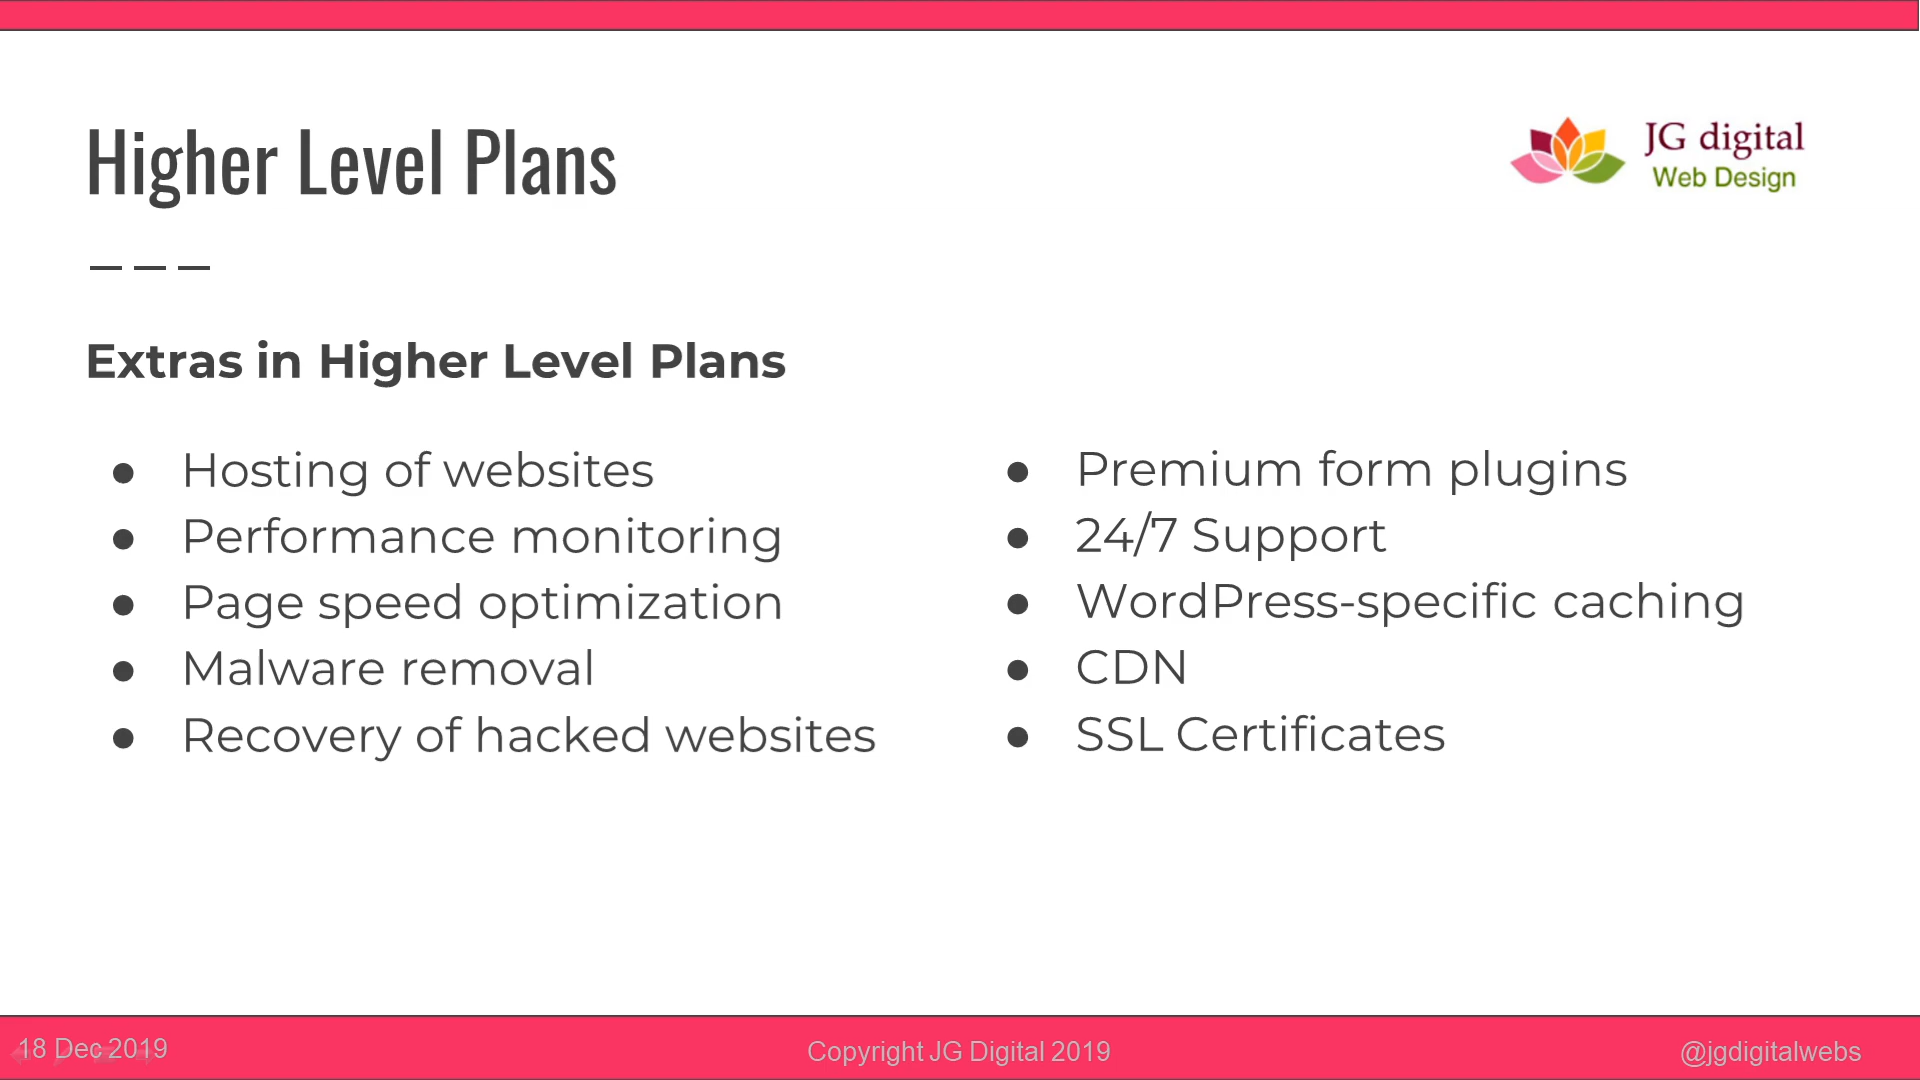 Higher Level Plans
JG digital
Web Design
Extras in Higher Level Plans
● Hosting of websites
● Performance monitoring
● Page speed optimization
● Malware removal
● Recovery of hacked websites
● Premium form plugins
● 24/7 Support
● WordPress-specific caching
● CDN
● SSL Certificates
18 Dec 2019
Copyright JG Digital 2019
@jgdigitalwebs